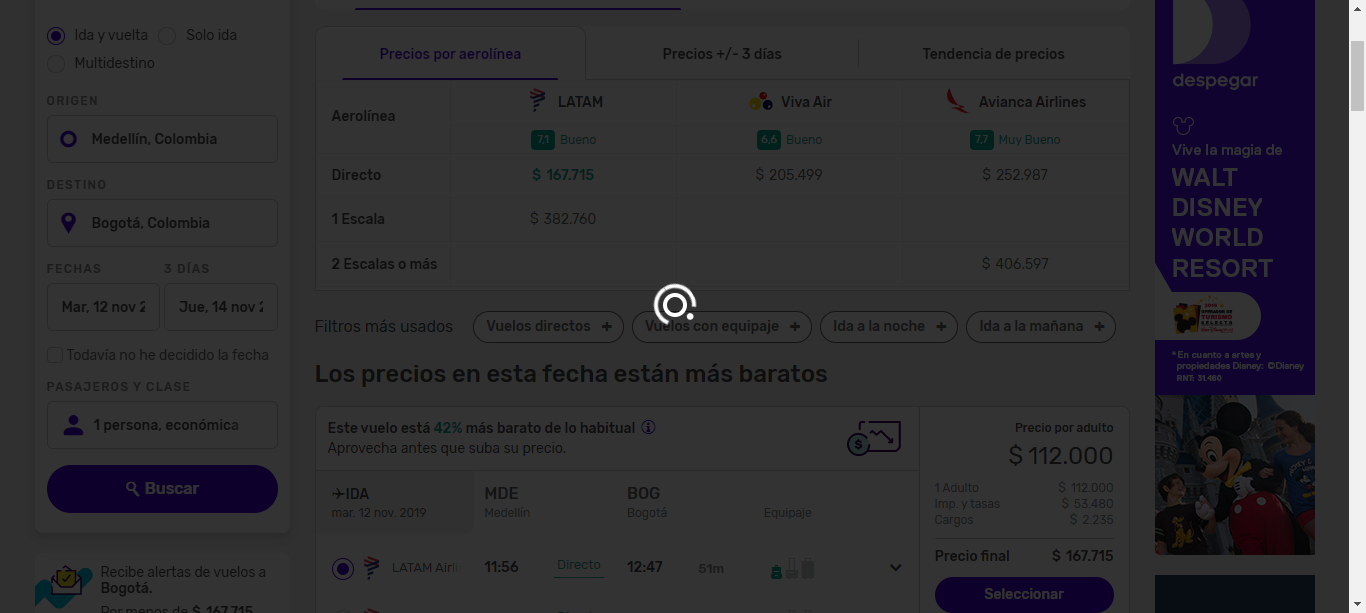 Ida y vuelta
Solo ida
Multidestino
ORIGEN
Medellín, Colombia
DESTINO
Bogotá, Colombia
FECHAS
3 DÍAS
Mar, 12 nov 2
Jue, 14 nov 2
Todavía no he decidido la fecha
PASAJEROS Y CLASE
1 persona, económica
Buscar
Recibe alertas de vuelos a
Bogotá.
Por menos de $ 167.715
Precios por aerolínea
Precios +/- 3 días
Tendencia de precios
Aerolínea
LATAM
Viva Air
Avianca Airlines
7,1 Bueno
6,6 Bueno
7,7 Muy Bueno
Directo
$ 167.715
$ 205.499
$ 252.987
1 Escala
$ 382.760
2 Escalas o más
$ 406.597
Filtros más usados
Vuelos directos +
Vuelos con equipaje +
Ida a la noche +
Ida a la mañana +
Los precios en esta fecha están más baratos
Este vuelo está 42% más barato de lo habitual
Aprovecha antes que suba su precio.
IDA
mar. 12 nov. 2019
MDE
Medellín
BOG
Bogotá
Equipaje
LATAM Airli
11:56
Directo
12:47
51m
Precio por adulto
$ 112.000
1 Adulto $ 112.000
Imp. y tasas $ 53.480
Cargos $ 2.235
Precio final $ 167.715
Seleccionar
despegar
Vive la magia de
WALT
DISNEY
WORLD
RESORT
*En cuanto a artes y
propiedades Disney: ©Disney
RNT: 31.460